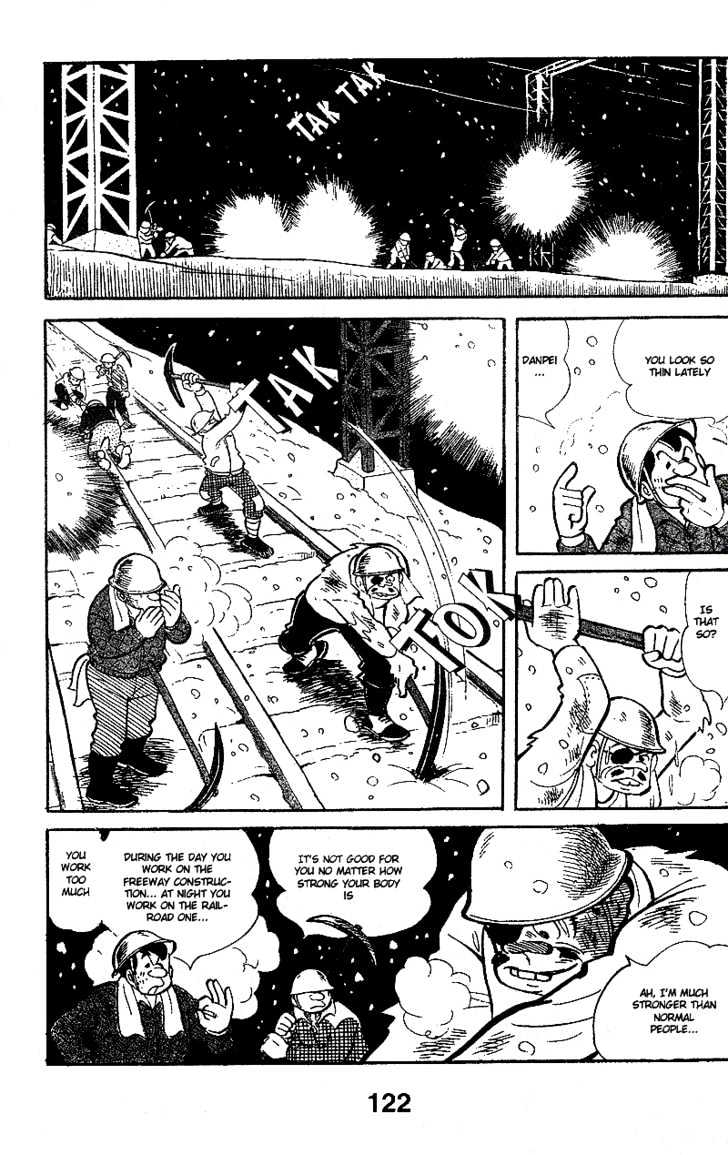 TAK TAK
TAK
TOK
DANPEI
...
YOU LOOK SO
THIN LATELY
IS
THAT
SO?
YOU
WORK
TOO
MUCH
DURING THE DAY YOU
WORK ON THE
FREEWAY CONSTRUC-
TION... AT NIGHT YOU
WORK ON THE RAIL-
ROAD ONE...
IT'S NOT GOOD FOR
YOU NO MATTER HOW
STRONG YOUR BODY
IS
AH, I'M MUCH
STRONGER THAN
NORMAL
PEOPLE...
122